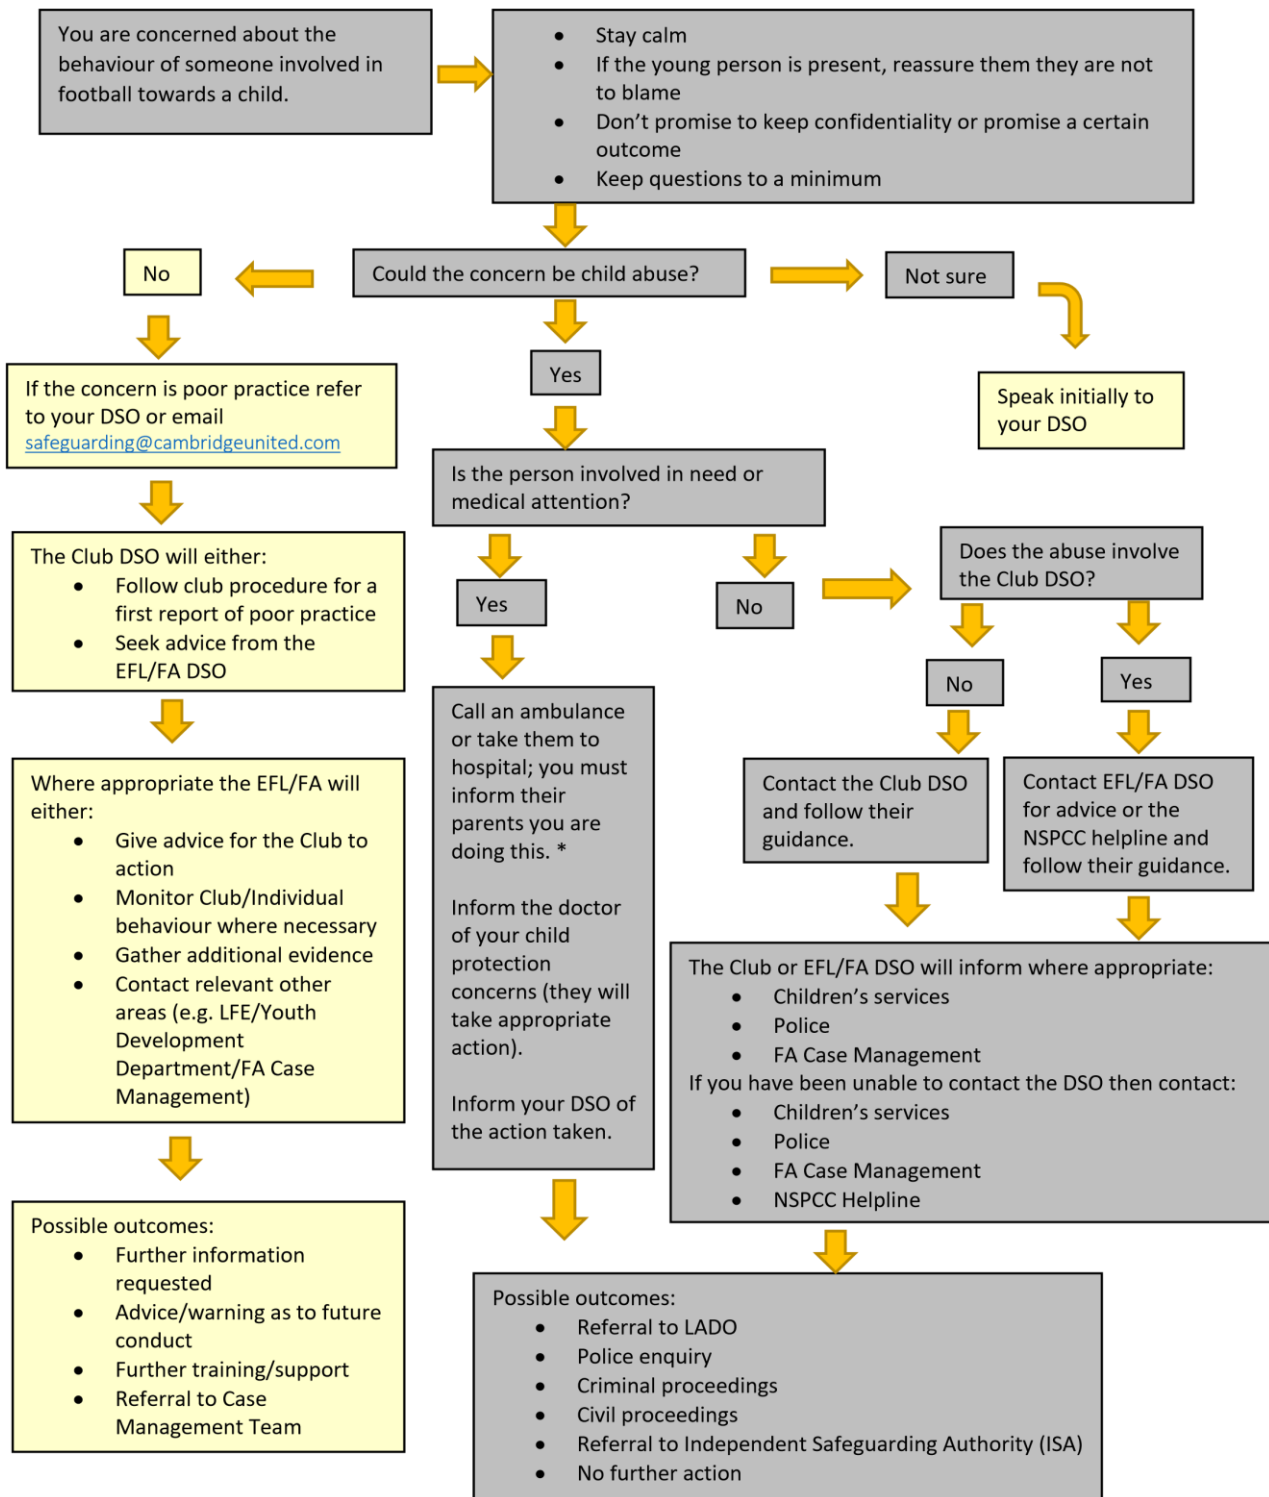 You are concerned about the
behaviour of someone involved in
football towards a child.
• Stay calm
• If the young person is present, reassure them they are not
to blame
• Don’t promise to keep confidentiality or promise a certain
outcome
• Keep questions to a minimum
No
Could the concern be child abuse?
Not sure
If the concern is poor practice refer
to your DSO or email
safeguarding@cambridgeunited.com
Yes
Speak initially to
your DSO
Is the person involved in need or
medical attention?
The Club DSO will either:
• Follow club procedure for a
first report of poor practice
• Seek advice from the
EFL/FA DSO
Yes
No
Does the abuse involve
the Club DSO?
No
Yes
Where appropriate the EFL/FA will
either:
• Give advice for the Club to
action
• Monitor Club/Individual
behaviour where necessary
• Gather additional evidence
• Contact relevant other
areas (e.g. LFE/Youth
Development
Department/FA Case
Management)
Call an ambulance
or take them to
hospital; you must
inform their
parents you are
doing this. *
Inform the doctor
of your child
protection
concerns (they will
take appropriate
action).
Inform your DSO of
the action taken.
Contact the Club DSO
and follow their
guidance.
Contact EFL/FA DSO
for advice or the
NSPCC helpline and
follow their guidance.
The Club or EFL/FA DSO will inform where appropriate:
• Children’s services
• Police
• FA Case Management
If you have been unable to contact the DSO then contact:
• Children’s services
• Police
• FA Case Management
• NSPCC Helpline
Possible outcomes:
• Further information
requested
• Advice/warning as to future
conduct
• Further training/support
• Referral to Case
Management Team
Possible outcomes:
• Referral to LADO
• Police enquiry
• Criminal proceedings
• Civil proceedings
• Referral to Independent Safeguarding Authority (ISA)
• No further action